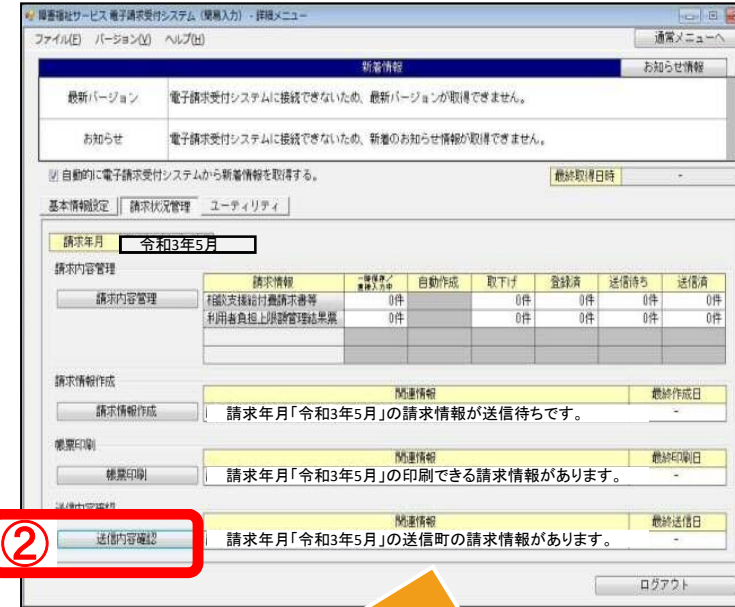 障害福祉サービス 電子請求受付システム（簡易入力） - 詳細メニュー
ファイル(F) バージョン(V) ヘルプ(H) 通常メニューへ
新着情報 お知らせ情報
最新バージョン 電子請求受付システムに接続できないため、最新バージョンが取得できません。
お知らせ 電子請求受付システムに接続できないため、新着のお知らせ情報が取得できません。
自動的に電子請求受付システムから新着情報を取得する。 最終取得日時 -
基本情報設定 請求状況管理 ユーティリティ
請求年月 令和3年5月
請求内容管理
請求情報 一時保存／直接入力中 自動作成 取下げ 登録済 送信待ち 送信済
請求内容管理 相談支援給付費請求書等 0件 0件 0件 0件 0件
利用者負担上限額管理結果票 0件 0件 0件 0件 0件
請求情報作成
関連情報 最終作成日
請求情報作成 請求年月「令和3年5月」の請求情報が送信待ちです。 -
帳票印刷
関連情報 最終印刷日
帳票印刷 請求年月「令和3年5月」の印刷できる請求情報があります。 -
送信内容確認
関連情報 最終送信日
② 送信内容確認 請求年月「令和3年5月」の送信町の請求情報があります。 -
ログアウト